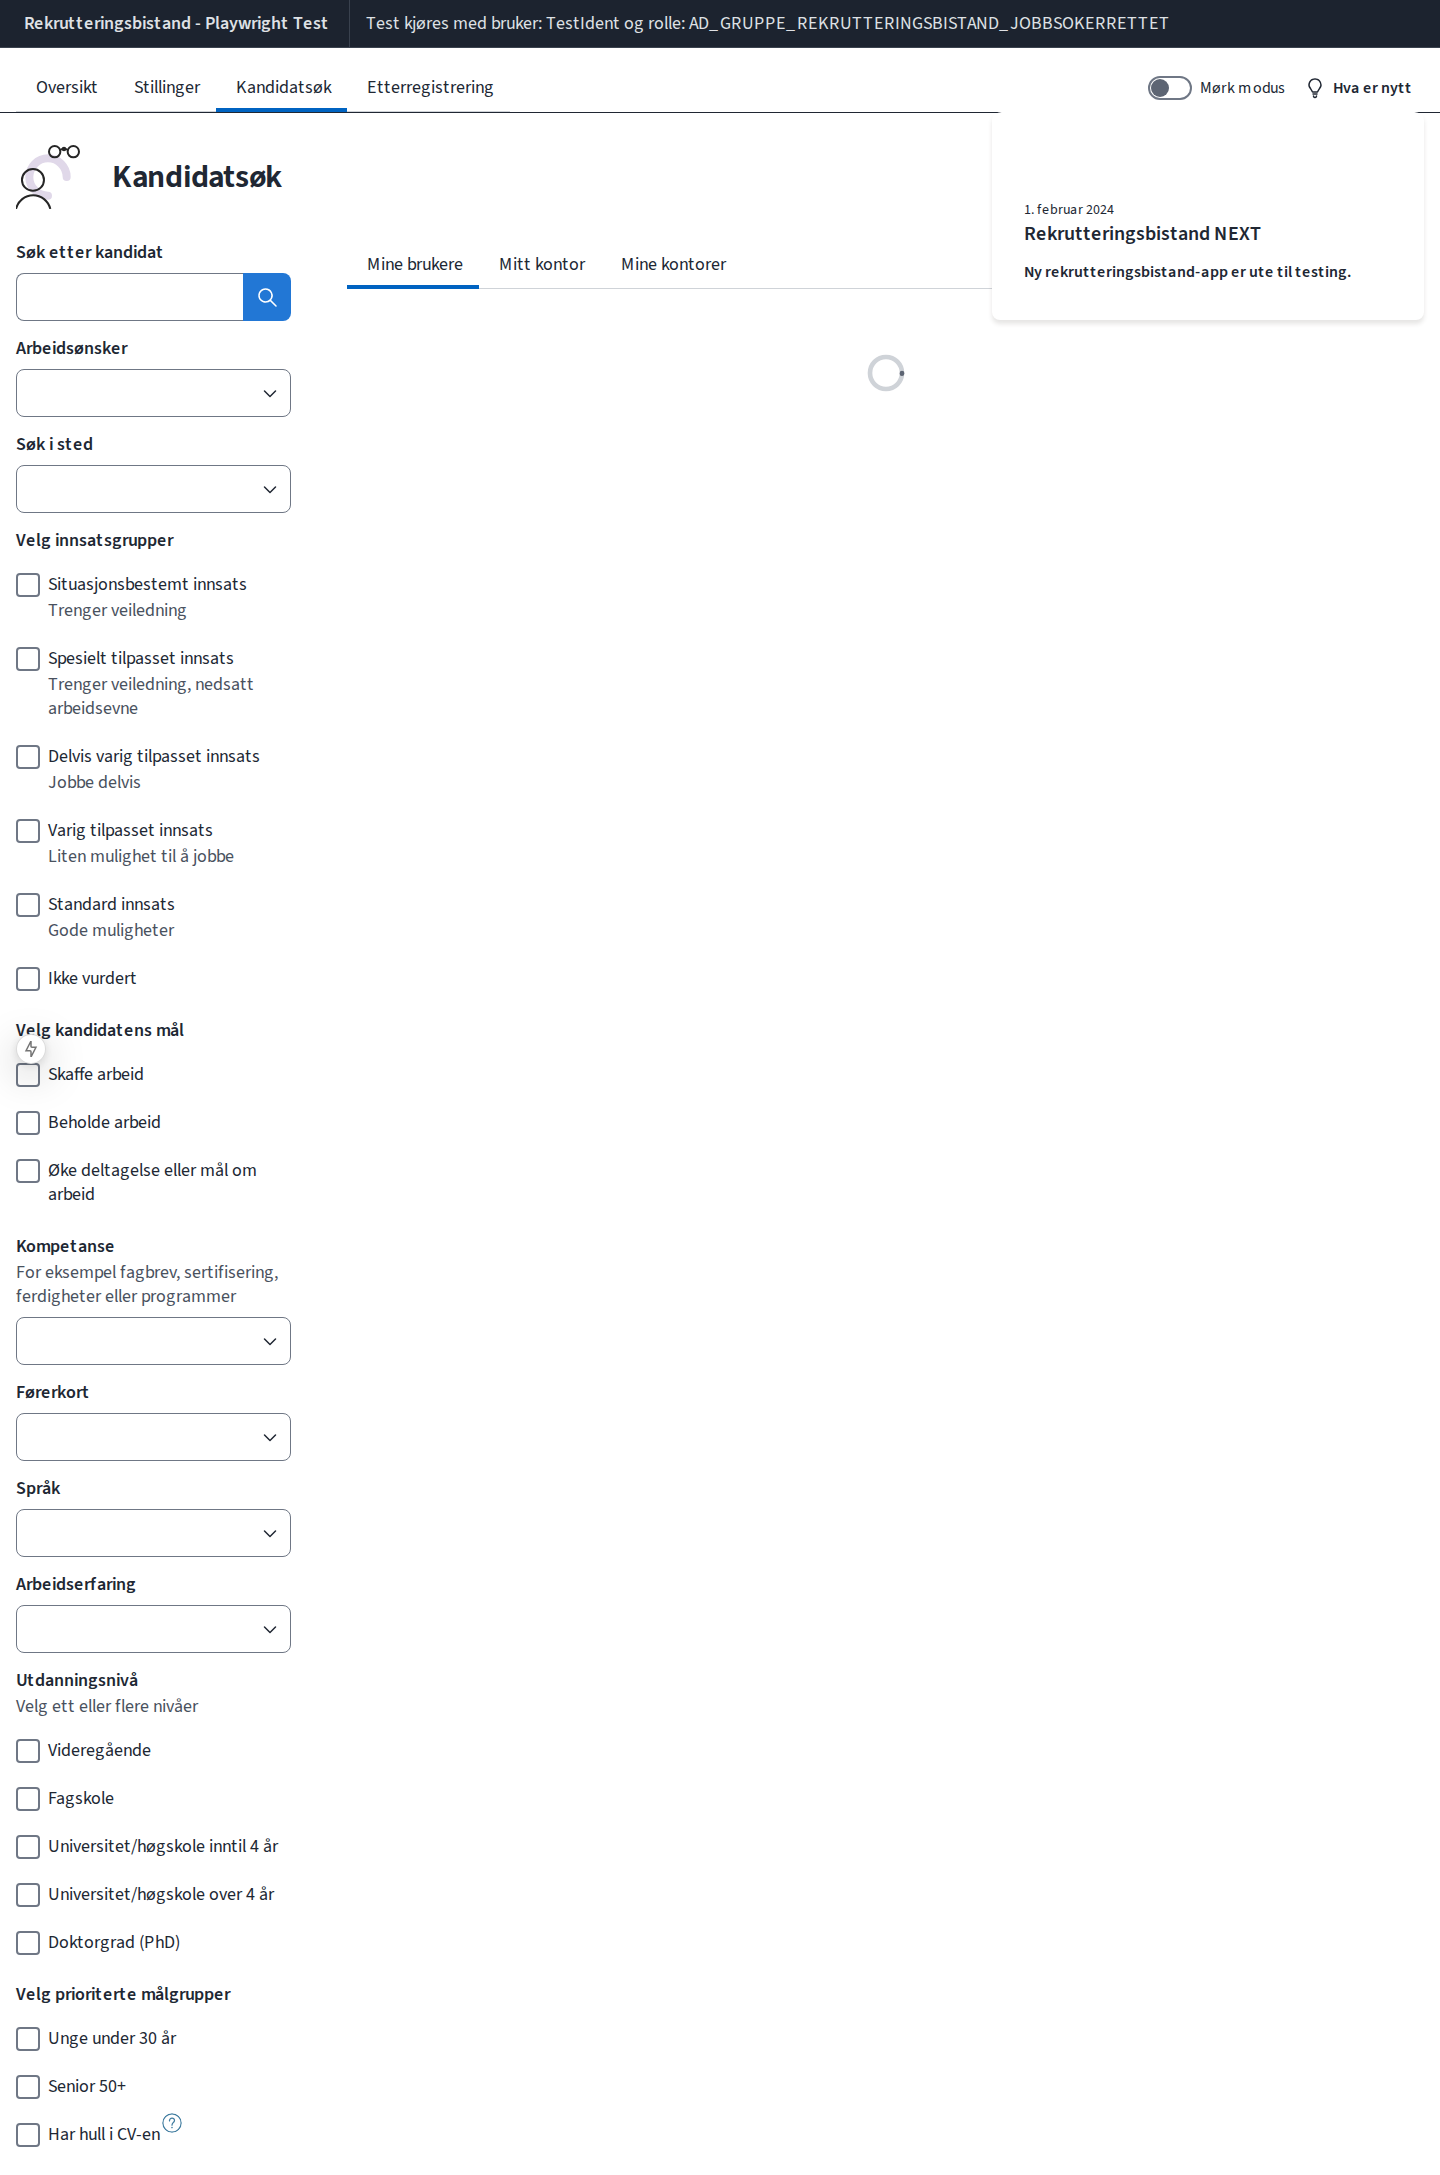 Rekrutteringsbistand - Playwright Test
Test kjøres med bruker: TestIdent og rolle: AD_GRUPPE_REKRUTTERINGSBISTAND_JOBBSOKERRETTET
Oversikt
Stillinger
Kandidatsøk
Etterregistrering
Mørk modus
Hva er nytt
Kandidatsøk
1. februar 2024
Rekrutteringsbistand NEXT
Ny rekrutteringsbistand-app er ute til testing.
Mine brukere
Mitt kontor
Mine kontorer
Søk etter kandidat
Arbeidsønsker
Søk i sted
Velg innsatsgrupper
Situasjonsbestemt innsats
Trenger veiledning
Spesielt tilpasset innsats
Trenger veiledning, nedsatt
arbeidsevne
Delvis varig tilpasset innsats
Jobbe delvis
Varig tilpasset innsats
Liten mulighet til å jobbe
Standard innsats
Gode muligheter
Ikke vurdert
Velg kandidatens mål
Skaffe arbeid
Beholde arbeid
Øke deltagelse eller mål om
arbeid
Kompetanse
For eksempel fagbrev, sertifisering,
ferdigheter eller programmer
Førerkort
Språk
Arbeidserfaring
Utdanningsnivå
Velg ett eller flere nivåer
Videregående
Fagskole
Universitet/høgskole inntil 4 år
Universitet/høgskole over 4 år
Doktorgrad (PhD)
Velg prioriterte målgrupper
Unge under 30 år
Senior 50+
Har hull i CV-en